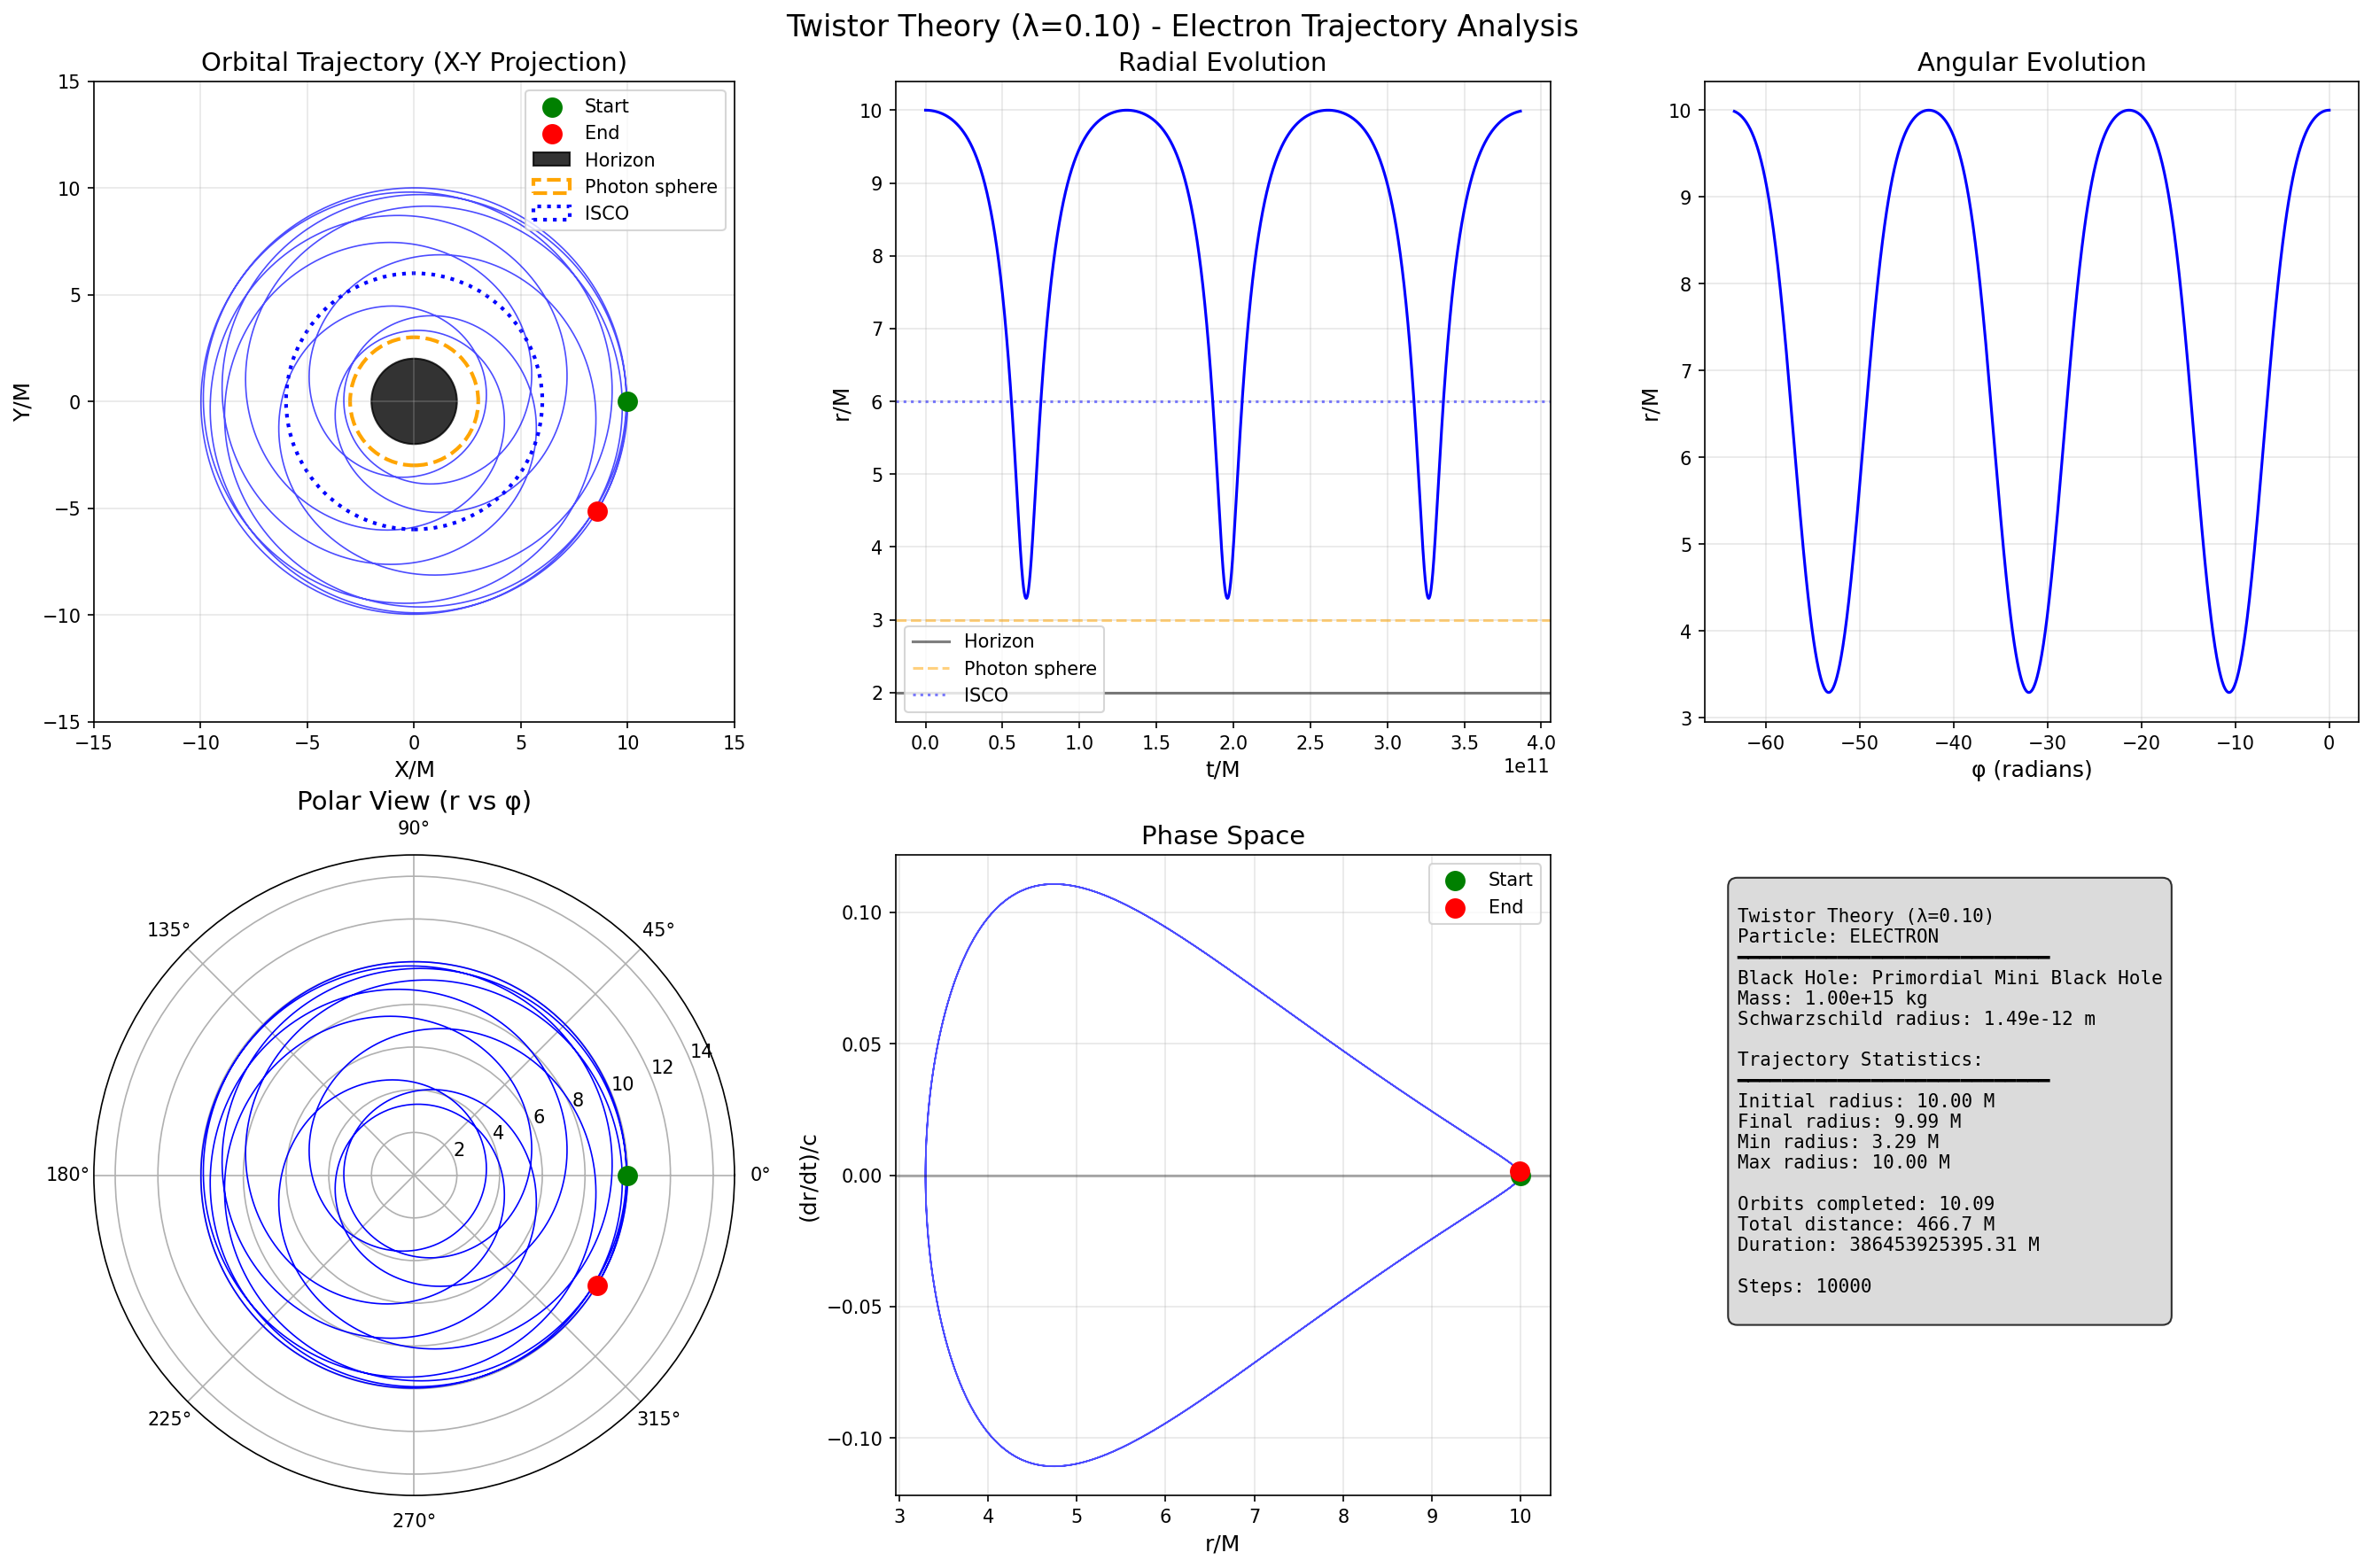 Twistor Theory (λ=0.10) - Electron Trajectory Analysis
Orbital Trajectory (X-Y Projection)
15
10
5
0
−5
−10
−15
−15
−10
−5
0
5
10
15
Y/M
X/M
Start
End
Horizon
Photon sphere
ISCO
Radial Evolution
10
9
8
7
6
5
4
3
2
0.0
0.5
1.0
1.5
2.0
2.5
3.0
3.5
4.0
1e11
r/M
t/M
Horizon
Photon sphere
ISCO
Angular Evolution
10
9
8
7
6
5
4
3
−60
−50
−40
−30
−20
−10
0
r/M
φ (radians)
Polar View (r vs φ)
90°
135°
45°
180°
0°
225°
315°
270°
2
4
6
8
10
12
14
Phase Space
0.10
0.05
0.00
−0.05
−0.10
3
4
5
6
7
8
9
10
(dr/dt)/c
r/M
Start
End
Twistor Theory (λ=0.10)
Particle: ELECTRON
Black Hole: Primordial Mini Black Hole
Mass: 1.00e+15 kg
Schwarzschild radius: 1.49e-12 m
Trajectory Statistics:
Initial radius: 10.00 M
Final radius: 9.99 M
Min radius: 3.29 M
Max radius: 10.00 M
Orbits completed: 10.09
Total distance: 466.7 M
Duration: 386453925395.31 M
Steps: 10000